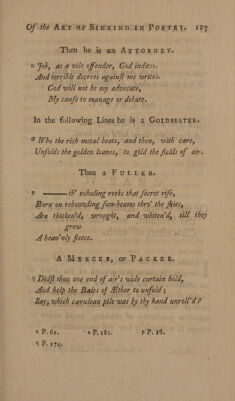 Of the ART OF SINKING IN POETRY. 127
Then he is an ATTORNEY.
n Job, as a vile offender, God indites.
And terrible decrees against me writes.
God will not be my advocate,
My cause to manage or debate.
In the following Lines he is a GOLDBEATER.
o Who the rich metal beats, and then, with care,
Unfolds the golden leaves, to gild the fields of air.
Then a FULLER.
p ——th' exhaling reeks that secret rise,
Born on rebounding sun-beams thro' the skies,
Are thicken'd, wrought, and whiten'd, till they
grow
A heav'nly fleece.
A MERCER, or PACKER.
q Didst thou one end of air's wide curtain hold,
And help the Bales of Æther to unfold;
Say, which cærulean pile was by thy hand unroll'd?
n P. 61. o P. 181. p P. 18.
q P. 174.